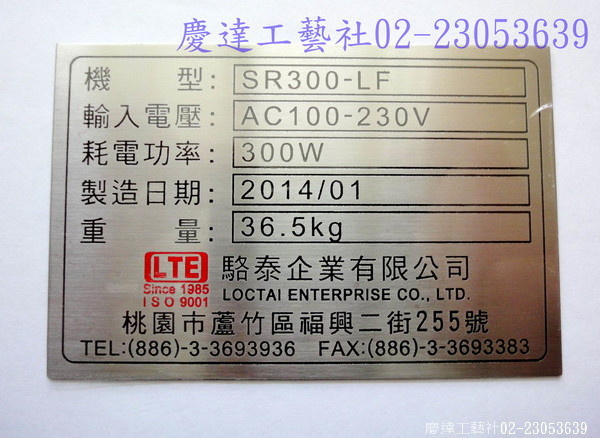 慶達工藝社02-23053639
機型: SR300-LF
輸入電壓: AC100-230V
耗電功率: 300W
製造日期: 2014/01
重量: 36.5kg
LTE 駱泰企業有限公司
Since 1985 LOCTAI ENTERPRISE CO., LTD.
ISO 9001
桃園市蘆竹區福興二街255號
TEL:(886)-3-3693936 FAX:(886)-3-3693383
慶達工藝社02-23053639